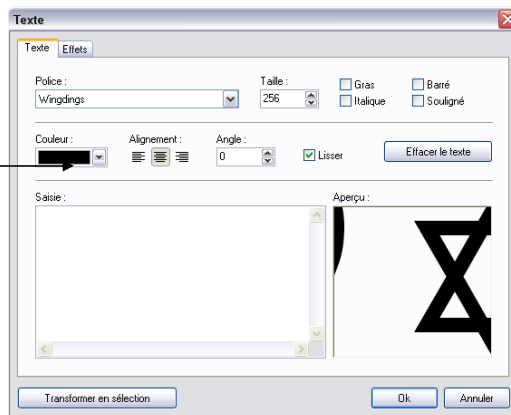 Texte
Texte Effets
Police : Taille :
Wingdings 256 Gras Barré
Italique Souligné
Couleur : Alignement : Angle :
0 Lisser Effacer le texte
Saisie : Aperçu :
Transformer en sélection Ok Annuler